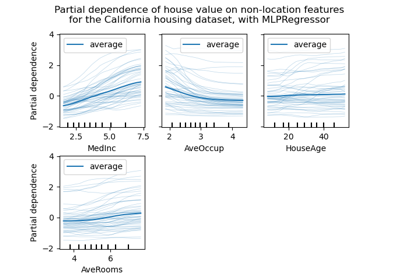 Partial dependence of house value on non-location features
for the California housing dataset, with MLPRegressor
Partial dependence
4
2
0
−2
average
average
average
2.5 5.0 7.5
2 3 4
20 40
MedInc
AveOccup
HouseAge
Partial dependence
4
2
0
−2
average
4 6
AveRooms